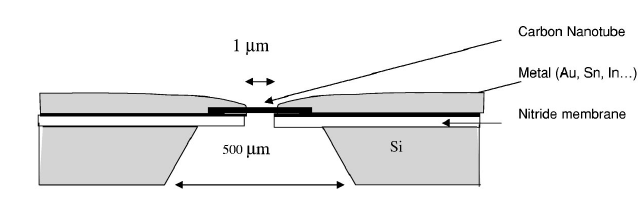 Carbon Nanotube
1 μm
Metal (Au, Sn, In...)
Nitride membrane
500 μm
Si